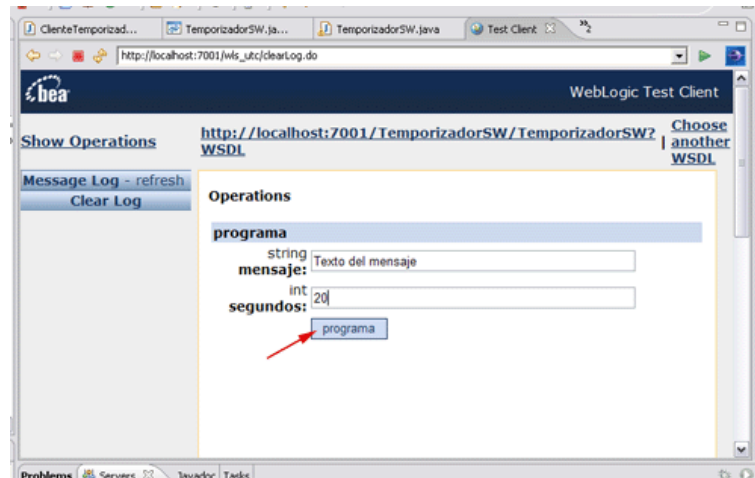 ClenteTemporizad...
TemporizadorSW.ja...
TemporizadorSW.java
Test Client
2
http://localhost:7001/wls_utc/clearLog.do
bea
WebLogic Test Client
Show Operations
http://localhost:7001/TemporizadorSW/TemporizadorSW?
WSDL
|
Choose
another
WSDL
Message Log - refresh
Clear Log
Operations
programa
string
mensaje:
Texto del mensaje
int
segundos:
20
programa
Problems
Servers
Javadoc
Tasks